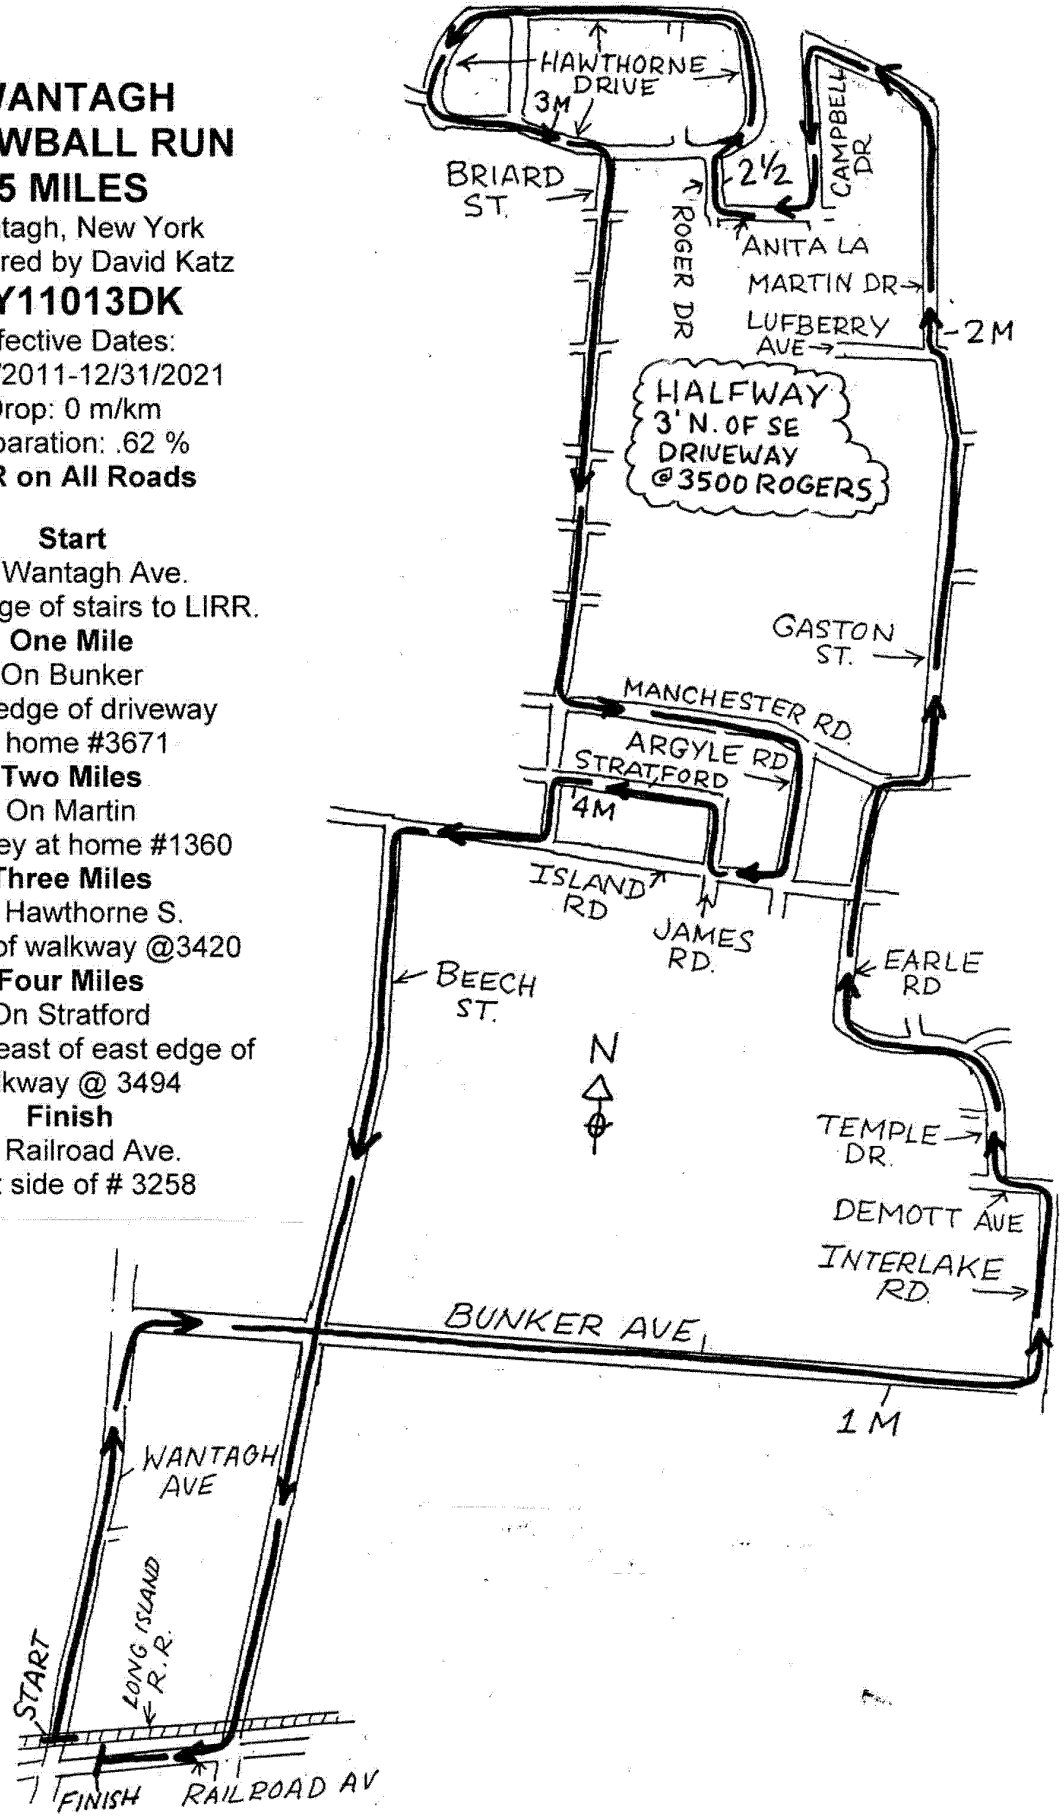 WANTAGH
WBALL RUN
5 MILES
tagh, New York
red by David Katz
Y11013DK
fective Dates:
/2011-12/31/2021
Drop: 0 m/km
paration: .62 %
R on All Roads
Start
Wantagh Ave.
ge of stairs to LIRR.
One Mile
On Bunker
edge of driveway
home #3671
Two Miles
On Martin
ey at home #1360
Three Miles
Hawthorne S.
of walkway @3420
Four Miles
On Stratford
east of east edge of
kway @ 3494
Finish
Railroad Ave.
side of # 3258
HAWTHORNE
DRIVE
3M
BRIARD
ST.
ROGER DR
2 1/2
CAMPBELL
DR
ANITA LA
MARTIN DR
LUFBERRY
AVE
2M
HALFWAY
3' N. OF SE
DRIVEWAY
@3500 ROGERS
GASTON
ST.
MANCHESTER RD.
ARGYLE RD
STRATFORD
4M
ISLAND
RD
JAMES
RD.
BEECH
ST.
EARLE
RD
N
TEMPLE
DR.
DEMOTT AVE
INTERLAKE
RD.
BUNKER AVE
1 M
WANTAGH
AVE
LONG ISLAND
R.R.
START
FINISH
RAILROAD AV